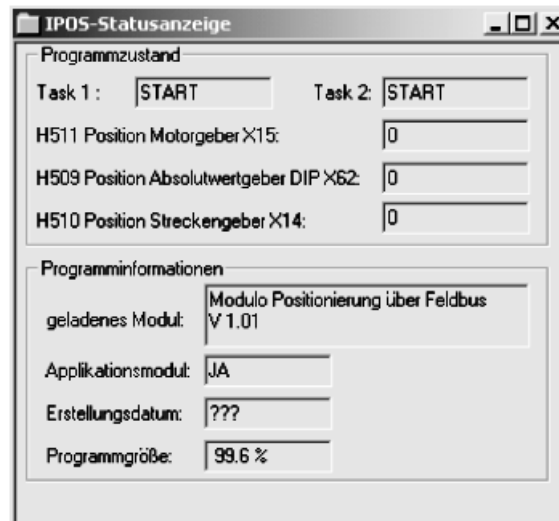 IPOS-Statusanzeige
Programmzustand
Task 1 : START Task 2: START
H511 Position Motorgeber X15: 0
H509 Position Absolutwertgeber DIP X62: 0
H510 Position Streckengeber X14: 0
Programminformationen
geladenes Modul: Modulo Positionierung über Feldbus
V 1.01
Applikationsmodul: JA
Erstellungsdatum: ???
Programmgröße: 99.6 %